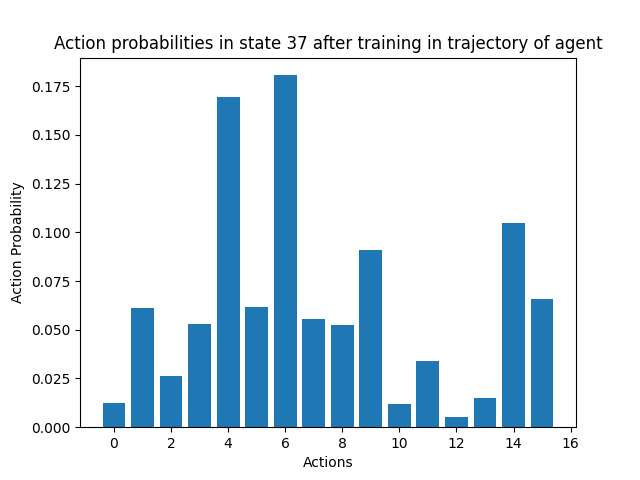 Action probabilities in state 37 after training in trajectory of agent
0.175
0.150
0.125
0.100
0.075
0.050
0.025
0.000
Action Probability
0 2 4 6 8 10 12 14 16
Actions